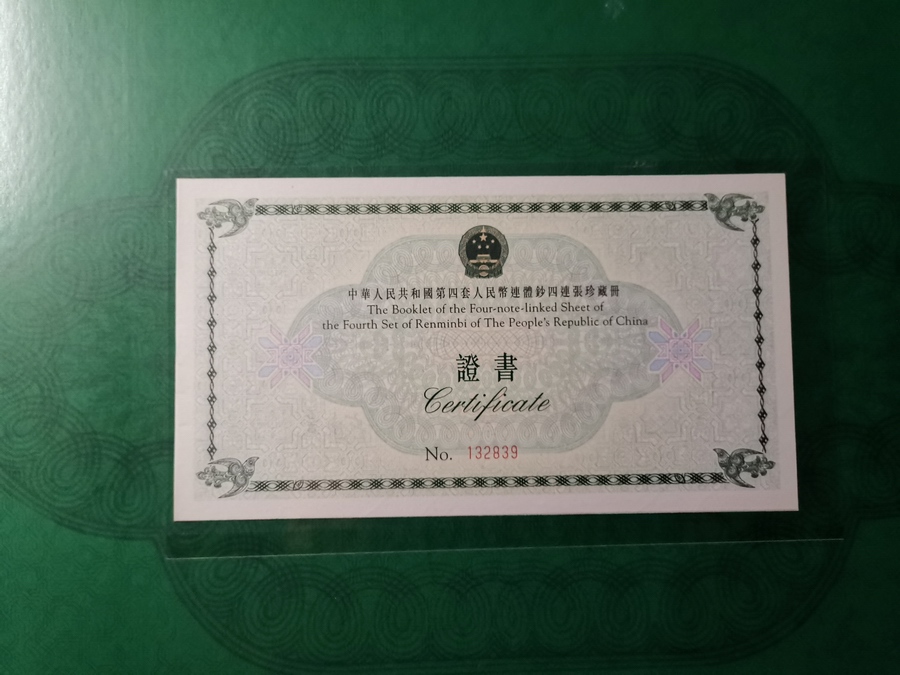 中華人民共和國第四套人民幣連體鈔四連張珍藏冊
The Booklet of the Four-note-linked Sheet of
the Fourth Set of Renminbi of The People's Republic of China
證書
Certificate
No. 132839